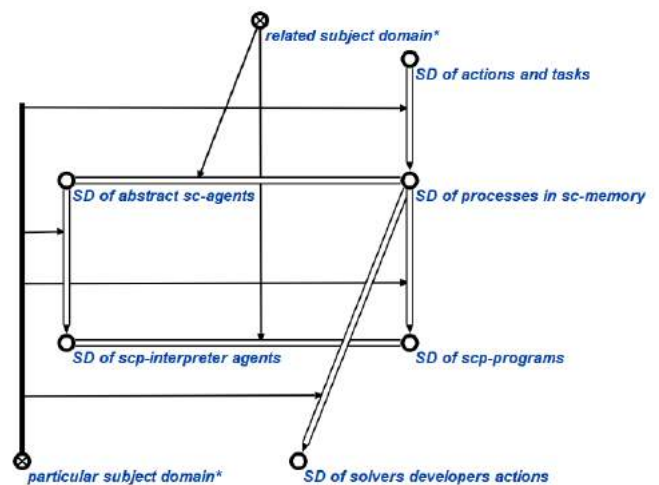 related subject domain*
SD of actions and tasks
SD of abstract sc-agents
SD of processes in sc-memory
SD of scp-interpreter agents
SD of scp-programs
particular subject domain*
SD of solvers developers actions